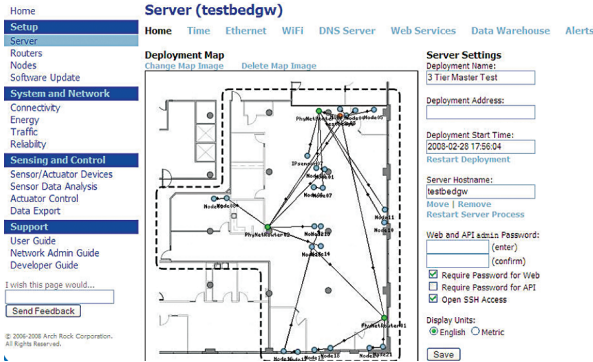 Home
Setup
Server
Routers
Nodes
Software Update
System and Network
Connectivity
Energy
Traffic
Reliability
Sensing and Control
Sensor/Actuator Devices
Sensor Data Analysis
Actuator Control
Data Export
Support
User Guide
Network Admin Guide
Developer Guide
I wish this page would...
Send Feedback
© 2006-2008 Arch Rock Corporation.
All Rights Reserved.
Server (testbedgw)
Home Time Ethernet WiFi DNS Server Web Services Data Warehouse Alerts
Deployment Map
Change Map Image Delete Map Image
Server Settings
Deployment Name:
3 Tier Master Test
Deployment Address:
Deployment Start Time:
2008-02-28 17:56:04
Restart Deployment
Server Hostname:
testbedgw
Move | Remove
Restart Server Process
Web and API admin Password:
(enter)
(confirm)
Require Password for Web
Require Password for API
Open SSH Access
Display Units:
English Metric
Save